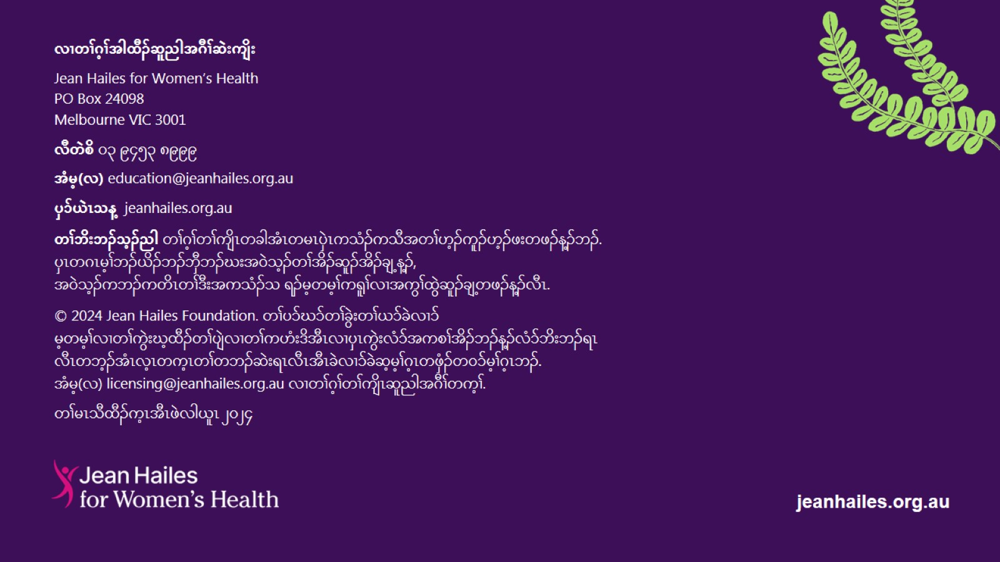 လၢတၢ်ဂ့ၢ်အါထီၣ်ဆူညါအဂီၢ်ဆဲးကျိး
Jean Hailes for Women’s Health
PO Box 24098
Melbourne VIC 3001
လီတဲစိ ၀၃ ၉၄၅၃ ၈၉၉၉
အံမ့(လ) education@jeanhailes.org.au
ပှာ်ယဲၤသန့ jeanhailes.org.au
တၢ်ဘိးဘၣ်သ့ၣ်ညါ တၢ်ဂ့ၢ်တၢ်ကျိၤတခါအံၤတမၤပှဲၤကသံၣ်ကသီအတၢ်ဟ့ၣ်ကူၣ်ဟ့ၣ်ဖးတဖၣ်န့ၣ်ဘၣ်.
ပှၤတဂၤမ့ၢ်ဘၣ်ယိၣ်ဘၣ်ဘှီဘၣ်ဃးအဝဲသ့ၣ်တၢ်အိၣ်ဆူၣ်အိၣ်ချ့န့ၣ်,
အဝဲသ့ၣ်ကဘၣ်ကတိၤတၢ်ဒီးအကသံၣ်သ ရၣ်မ့တမ့ၢ်ကရူၢ်လၢအကွၢ်ထွဲဆူၣ်ချ့တဖၣ်န့ၣ်လီၤ.
© 2024 Jean Hailes Foundation. တၢ်ပာ်ဃာ်တၢ်ခွဲးတၢ်ယာ်ခဲလၢာ်
မ့တမ့ၢ်လၢတၢ်ကွဲးဃ့ထီၣ်တၢ်ပျဲလၢတၢ်ကဟံးဒိအီၤလၢပှၤကွဲးလံာ်အကစၢ်အိၣ်ဘၣ်န့ၣ်လံာ်ဘိးဘၣ်ရၤ
လီၤတဘ့ၣ်အံၤလ့ၤတက့ၤတၢ်တဘၣ်ဆဲးရၤလီၤအီၤခဲလၢာ်ခဲဆ့မ့ၢ်ဂ့ၤတဖှံၣ်တဝာ်မ့ၢ်ဂ့ၤဘၣ်.
အံမ့(လ) licensing@jeanhailes.org.au လၢတၢ်ဂ့ၢ်တၢ်ကျိၤဆူညါအဂီၢ်တက့ၢ်.
တၢ်မၤသီထီၣ်က့ၤအီၤဖဲလါယူၤ ၂၀၂၄
Jean Hailes
for Women’s Health
jeanhailes.org.au